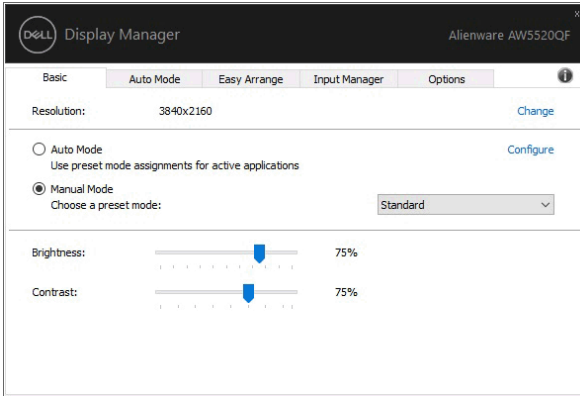 DELL Display Manager Alienware AW5520QF
Basic Auto Mode Easy Arrange Input Manager Options
Resolution: 3840x2160 Change
Auto Mode Configure
Use preset mode assignments for active applications
Manual Mode
Choose a preset mode: Standard
Brightness: 75%
Contrast: 75%